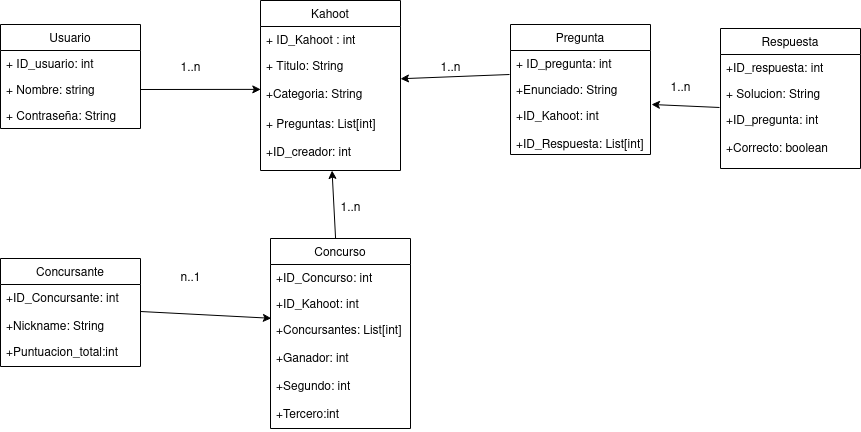 Usuario
+ ID_usuario: int
+ Nombre: string
+ Contraseña: String
1..n
Kahoot
+ ID_Kahoot : int
+ Titulo: String
+Categoria: String
+ Preguntas: List[int]
+ID_creador: int
1..n
Pregunta
+ ID_pregunta: int
+Enunciado: String
+ID_Kahoot: int
+ID_Respuesta: List[int]
1..n
Respuesta
+ID_respuesta: int
+ Solucion: String
+ID_pregunta: int
+Correcto: boolean
1..n
Concursante
+ID_Concursante: int
+Nickname: String
+Puntuacion_total:int
n..1
Concurso
+ID_Concurso: int
+ID_Kahoot: int
+Concursantes: List[int]
+Ganador: int
+Segundo: int
+Tercero:int